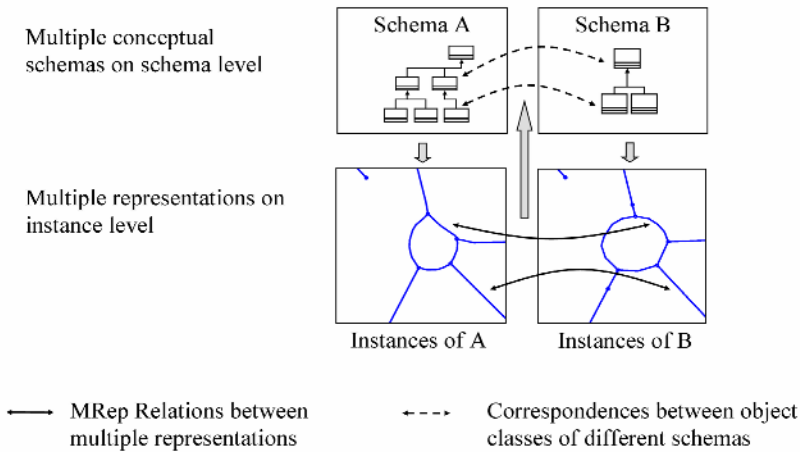 Multiple conceptual
schemas on schema level
Schema A
Schema B
Multiple representations on
instance level
Instances of A
Instances of B
MRep Relations between
multiple representations
Correspondences between object
classes of different schemas